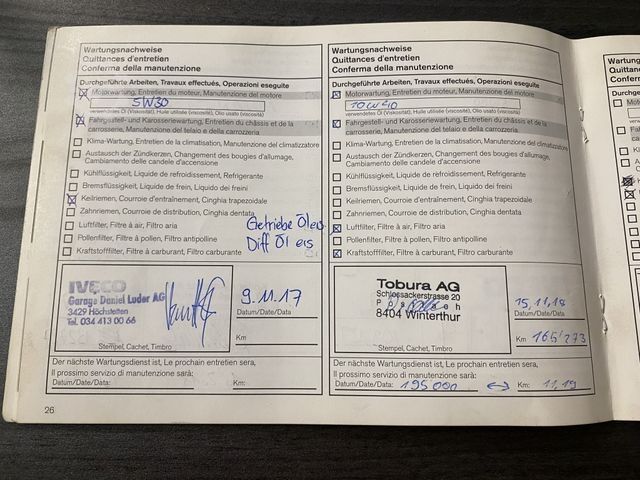 Wartungsnachweise
Quittances d'entretien
Conferma della manutenzione
Durchgeführte Arbeiten, Travaux effectués, Operazioni eseguite
Motorwartung, Entretien du moteur, Manutenzione del motore
5W30
verwendetes Öl (Viskosität), Huile utilisée (viscosité), Olio usato (viscosità)
Fahrgestell- und Karosseriewartung, Entretien du châssis et de la
carrosserie, Manutenzione del telaio e della carrozzeria
Klima-Wartung, Entretien de la climatisation, Manutenzione del climatizzatore
Austausch der Zündkerzen, Changement des bougies d'allumage,
Cambiamento delle candele d'accensione
Kühlflüssigkeit, Liquide de refroidissement, Refrigerante
Bremsflüssigkeit, Liquide de frein, Liquido dei freini
Keilriemen, Courroie d'entraînement, Cinghia trapezoidale
Zahnriemen, Courroie de distribution, Cinghia dentata
Luftfilter, Filtre à air, Filtro aria
Pollenfilter, Filtre à pollen, Filtro antipolline
Kraftstofffilter, Filtre à carburant, Filtro carburante
Getriebe Öl
Diff Öl
IVECO
Garage Daniel Luder AG
3429 Höchstetten
Tel. 034 413 00 66
Stempel, Cachet, Timbro
9.11.17
Datum/Date/Data:
Km
Der nächste Wartungsdienst ist, Le prochain entretien sera,
Il prossimo servizio di manutenzione sarà:
Datum/Date/Data:
Km:
26
Wartungsnachweise
Quittances d'entretien
Conferma della manutenzione
Durchgeführte Arbeiten, Travaux effectués, Operazioni eseguite
Motorwartung, Entretien du moteur, Manutenzione del motore
10W40
verwendetes Öl (Viskosität), Huile utilisée (viscosité), Olio usato (viscosità)
Fahrgestell- und Karosseriewartung, Entretien du châssis et de la
carrosserie, Manutenzione del telaio e della carrozzeria
Klima-Wartung, Entretien de la climatisation, Manutenzione del climatizzatore
Austausch der Zündkerzen, Changement des bougies d'allumage,
Cambiamento delle candele d'accensione
Kühlflüssigkeit, Liquide de refroidissement, Refrigerante
Bremsflüssigkeit, Liquide de frein, Liquido dei freini
Keilriemen, Courroie d'entraînement, Cinghia trapezoidale
Zahnriemen, Courroie de distribution, Cinghia dentata
Luftfilter, Filtre à air, Filtro aria
Pollenfilter, Filtre à pollen, Filtro antipolline
Kraftstofffilter, Filtre à carburant, Filtro carburante
Tobura AG
Schlossackerstrasse 20
8404 Winterthur
Stempel, Cachet, Timbro
15.11.18
Datum/Date/Data:
Km 165'273
Der nächste Wartungsdienst ist, Le prochain entretien sera,
Il prossimo servizio di manutenzione sarà:
Datum/Date/Data: 195000 ↔ Km: 11.19